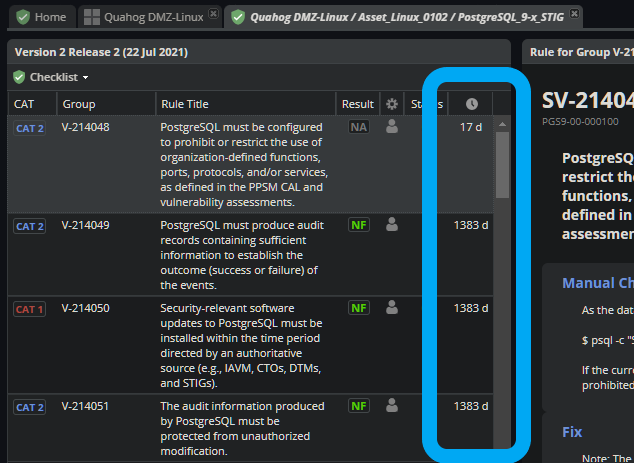 Quahog DMZ-Linux
Quahog DMZ-Linux / Asset_Linux_0102 / PostgreSQL_9-x_STIG
Version 2 Release 2 (22 Jul 2021)
Rule for Group V-21
Checklist
CAT Group Rule Title Result
CAT 2 V-214048 PostgreSQL must be configured NA 17 d
to prohibit or restrict the use of
organization-defined functions,
ports, protocols, and/or services,
as defined in the PPSM CAL and
vulnerability assessments.
CAT 2 V-214049 PostgreSQL must produce audit NF 1383 d
records containing sufficient
information to establish the
outcome (success or failure) of
the events.
CAT 1 V-214050 Security-relevant software NF 1383 d
updates to PostgreSQL must be
installed within the time period
directed by an authoritative
source (e.g., IAVM, CTOs, DTMs,
and STIGs).
CAT 2 V-214051 The audit information produced NF 1383 d
by PostgreSQL must be
protected from unauthorized
modification.
SV-21404
PGS9-00-000100
PostgreSQ
restrict th
functions,
defined in
assessmen
Manual Ch
As the dat
$ psql -c "S
If the curre
prohibited
Fix
Note: The